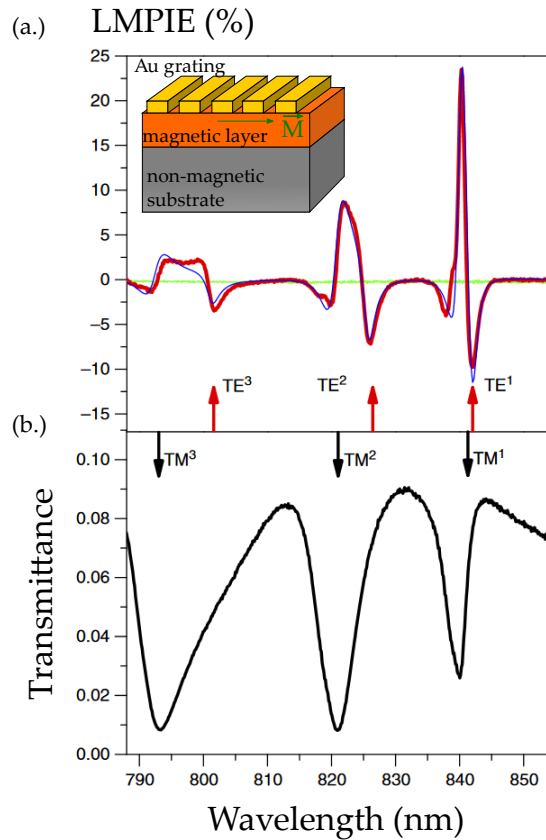 (a.) LMPIE (%)
25
20
15
10
5
0
−5
−10
−15
Au grating
M
magnetic layer
non-magnetic
substrate
TE³ TE² TE¹
(b.)
TM³ TM² TM¹
0.10
0.08
0.06
0.04
0.02
0.00
Transmittance
790 800 810 820 830 840 850
Wavelength (nm)